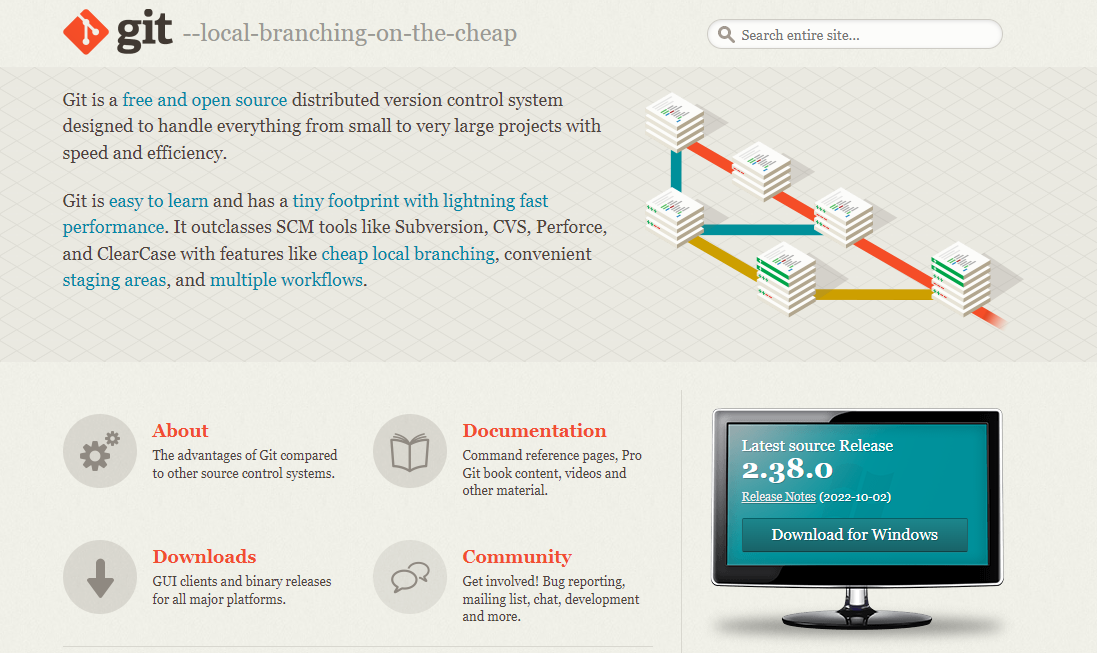 git --local-branching-on-the-cheap
Search entire site...
Git is a free and open source distributed version control system
designed to handle everything from small to very large projects with
speed and efficiency.
Git is easy to learn and has a tiny footprint with lightning fast
performance. It outclasses SCM tools like Subversion, CVS, Perforce,
and ClearCase with features like cheap local branching, convenient
staging areas, and multiple workflows.
About
The advantages of Git compared
to other source control systems.
Documentation
Command reference pages, Pro
Git book content, videos and
other material.
Downloads
GUI clients and binary releases
for all major platforms.
Community
Get involved! Bug reporting,
mailing list, chat, development
and more.
Latest source Release
2.38.0
Release Notes (2022-10-02)
Download for Windows